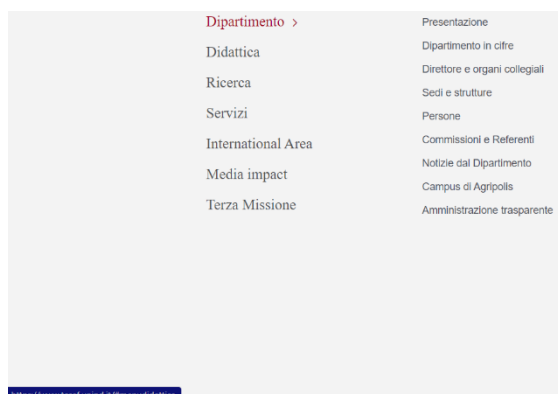 Dipartimento >
Didattica
Ricerca
Servizi
International Area
Media impact
Terza Missione
Presentazione
Dipartimento in cifre
Direttore e organi collegiali
Sedi e strutture
Persone
Commissioni e Referenti
Notizie dal Dipartimento
Campus di Agripolis
Amministrazione trasparente